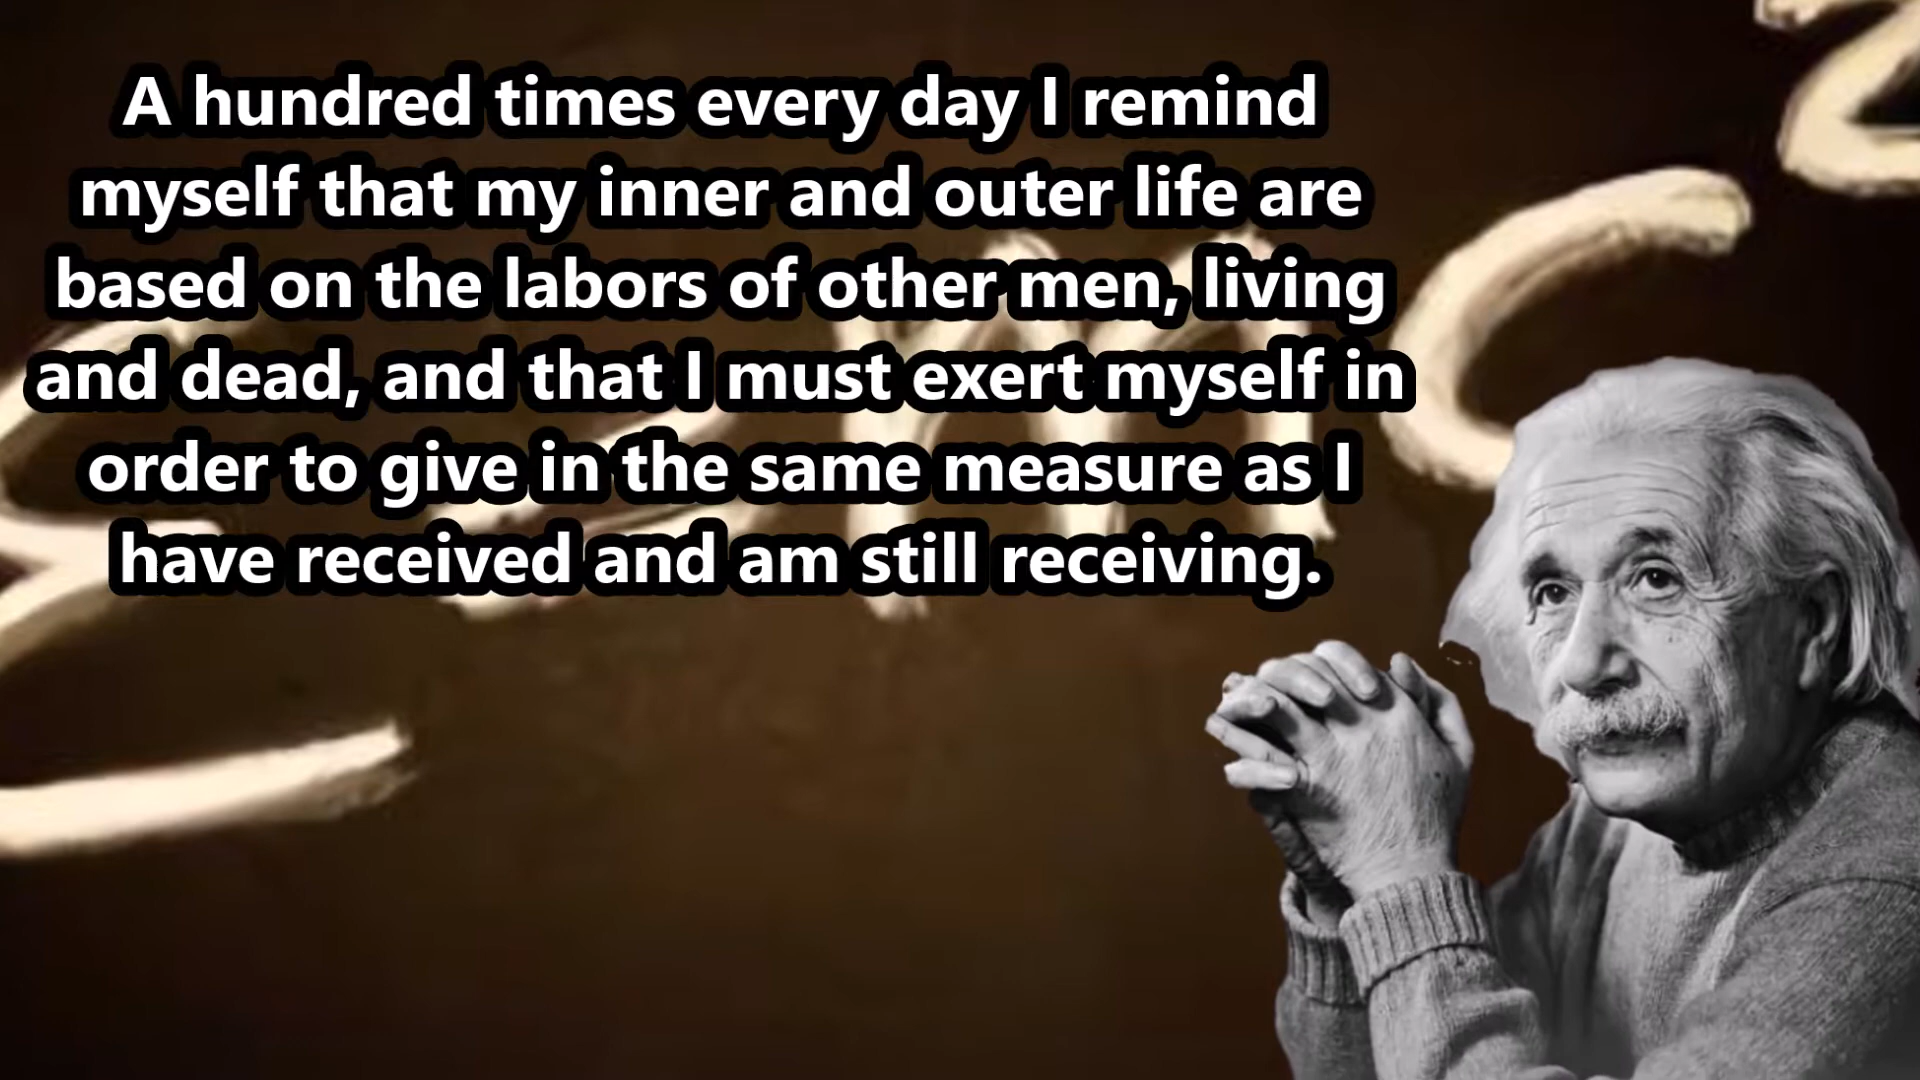 A hundred times every day I remind
myself that my inner and outer life are
based on the labors of other men, living
and dead, and that I must exert myself in
order to give in the same measure as I
have received and am still receiving.
E=mc2